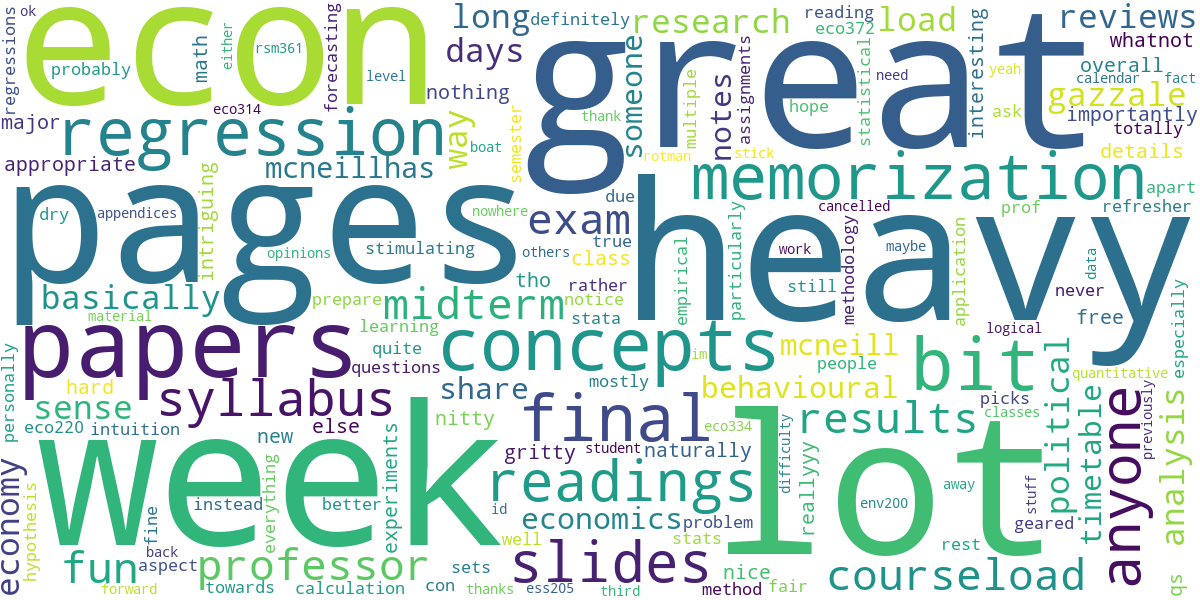 econ
great
pages
heavy
week
lot
papers
concepts
final
readings
slides
memorization
regression
syllabus
midterm
exam
professor
courseload
results
bit
anyone
fun
basically
sense
long
days
research
load
reviews
whatnot
overall
calendar
fact
gazzale
importantly
totally
details
apart
refresher
ok
regressions
probably
math
either
rsm361
forecasting
level
eco314
nothing
definitely
someone
reading
eco372
notes
multiple
assignments
need
statistical
hope
interesting
yeah
ask
thank
rotman
stick
major
appropriate
mcneillhas
way
semester
boat
intriguing
dry
appendices
opinions
nowhere
stimulating
others
due
true
class
cancelled
prof
work
maybe
never
data
free
especially
still
methodology
application
logical
particularly
empirical
rather
tho
notice
stata
prepare
learning
quite
questions
material
personally
hard
mostly
people
mcneill
im
behavioural
share
nitty
gritty
else
intuition
eco220
economy
hypothesis
new
experiments
everything
instead
better
fine
back
aspect
forward
towards
calculation
con
sets
id
well
thanks
ess205
third
method
fair
nice
stats
problem
economics
student
naturally
eco334
difficulty
reallyyy
env200
away
rest
stuff
geared
picks
classes
quantitative
previously
political
timetable
analysis
qs